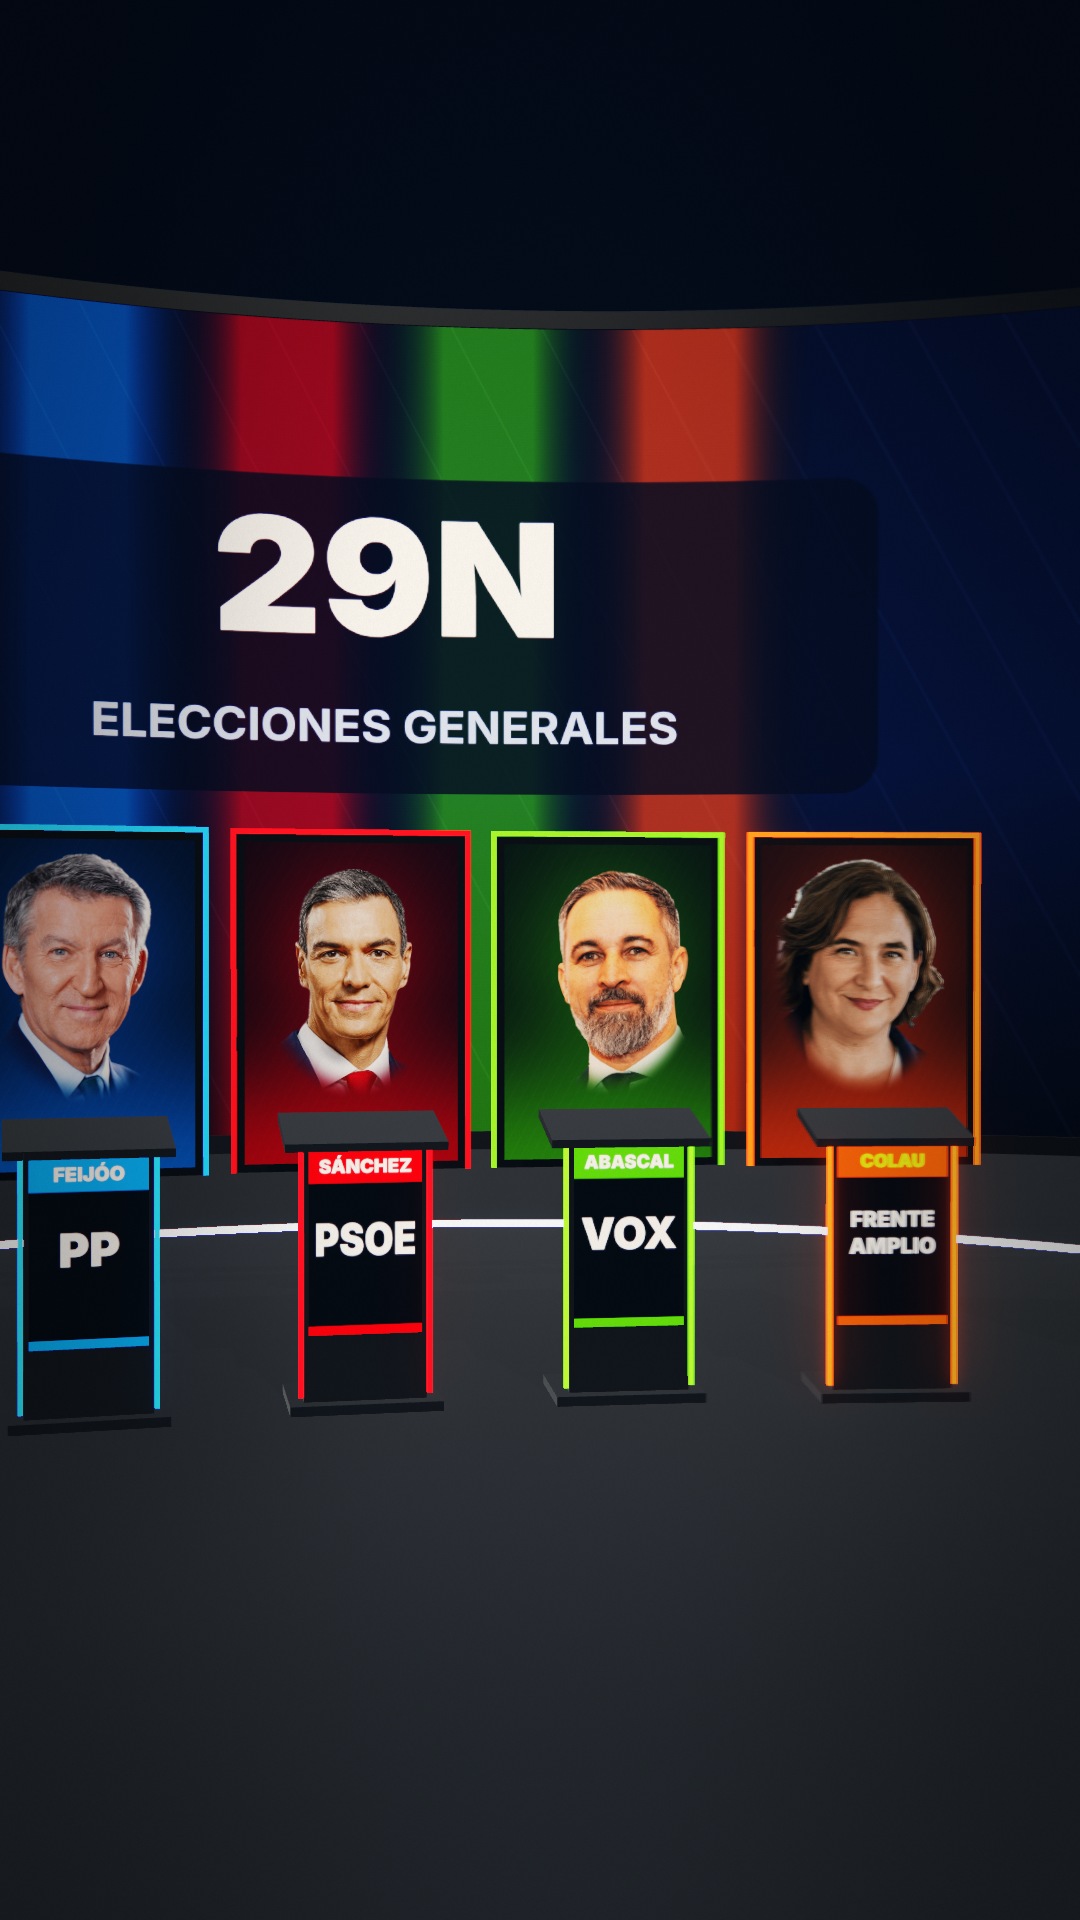 29N
ELECCIONES GENERALES
FEIJÓO
PP
SÁNCHEZ
PSOE
ABASCAL
VOX
COLAU
FRENTE
AMPLIO